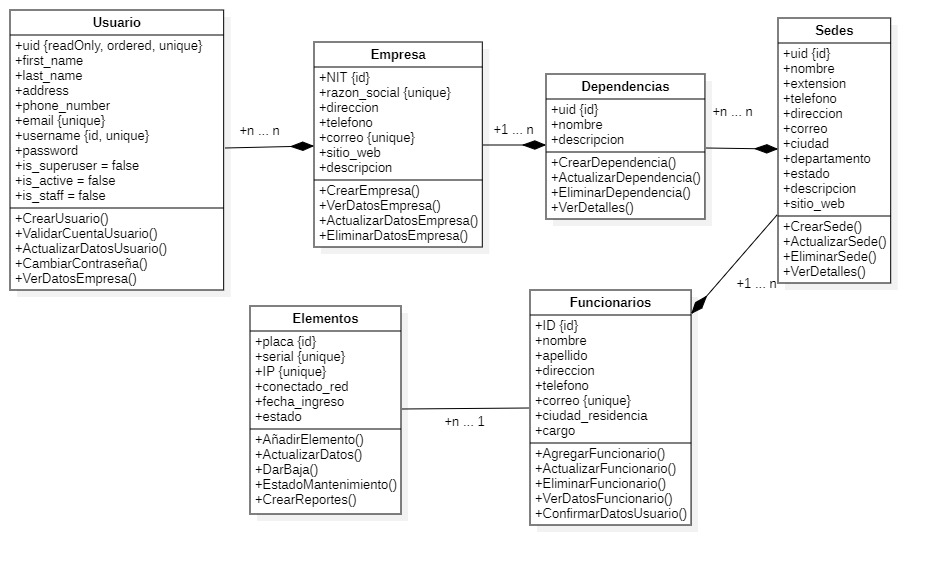 Usuario
+uid {readOnly, ordered, unique}
+first_name
+last_name
+address
+phone_number
+email {unique}
+username {id, unique}
+password
+is_superuser = false
+is_active = false
+is_staff = false
+CrearUsuario()
+ValidarCuentaUsuario()
+ActualizarDatosUsuario()
+CambiarContraseña()
+VerDatosEmpresa()
+n ... n
Empresa
+NIT {id}
+razon_social {unique}
+direccion
+telefono
+correo {unique}
+sitio_web
+descripcion
+CrearEmpresa()
+VerDatosEmpresa()
+ActualizarDatosEmpresa()
+EliminarDatosEmpresa()
+1 ... n
Dependencias
+uid {id}
+nombre
+descripcion
+CrearDependencia()
+ActualizarDependencia()
+EliminarDependencia()
+VerDetalles()
+n ... n
Sedes
+uid {id}
+nombre
+extension
+telefono
+direccion
+correo
+ciudad
+departamento
+estado
+descripcion
+sitio_web
+CrearSede()
+ActualizarSede()
+EliminarSede()
+VerDetalles()
+1 ... n
Elementos
+placa {id}
+serial {unique}
+IP {unique}
+conectado_red
+fecha_ingreso
+estado
+AñadirElemento()
+ActualizarDatos()
+DarBaja()
+EstadoMantenimiento()
+CrearReportes()
+n ... 1
Funcionarios
+ID {id}
+nombre
+apellido
+direccion
+telefono
+correo {unique}
+ciudad_residencia
+cargo
+AgregarFuncionario()
+ActualizarFuncionario()
+EliminarFuncionario()
+VerDatosFuncionario()
+ConfirmarDatosUsuario()